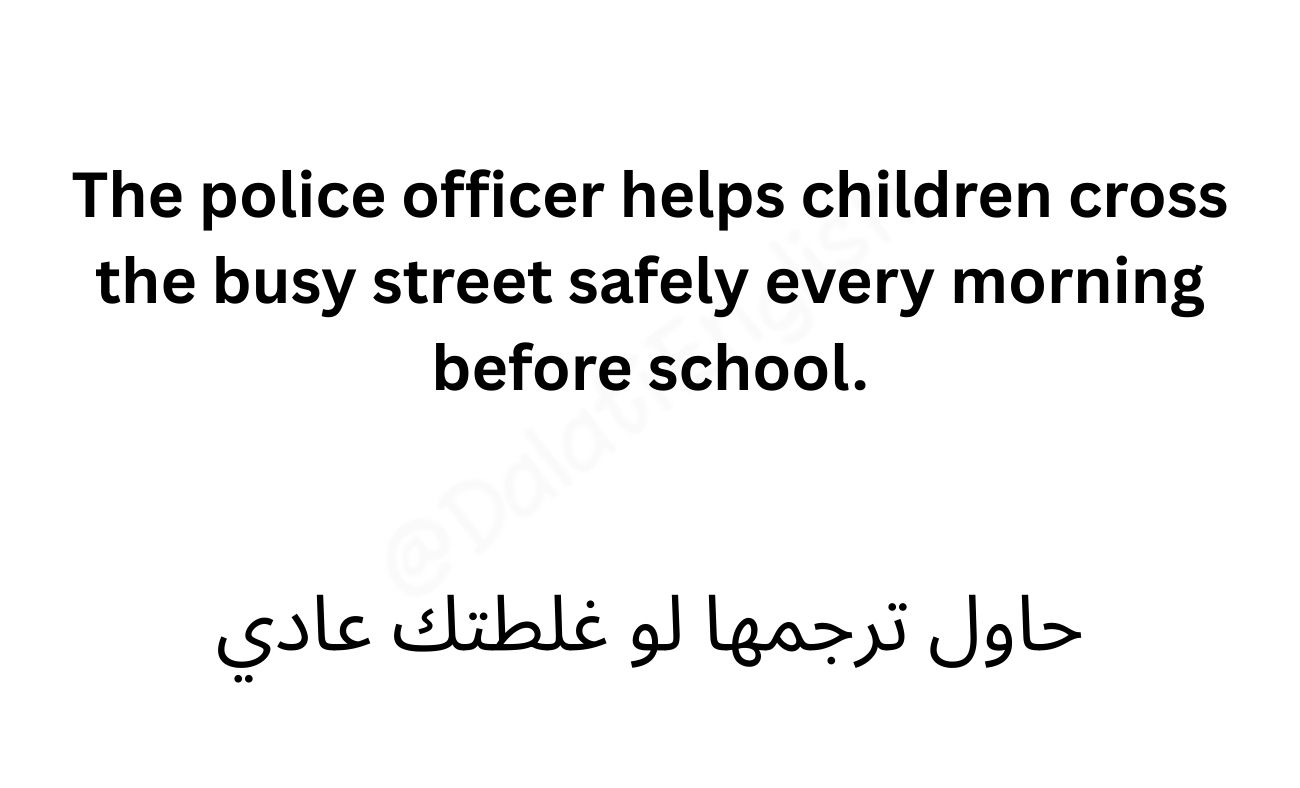 The police officer helps children cross
the busy street safely every morning
before school.
@DalatEnglish
حاول ترجمها لو غلطتك عادي